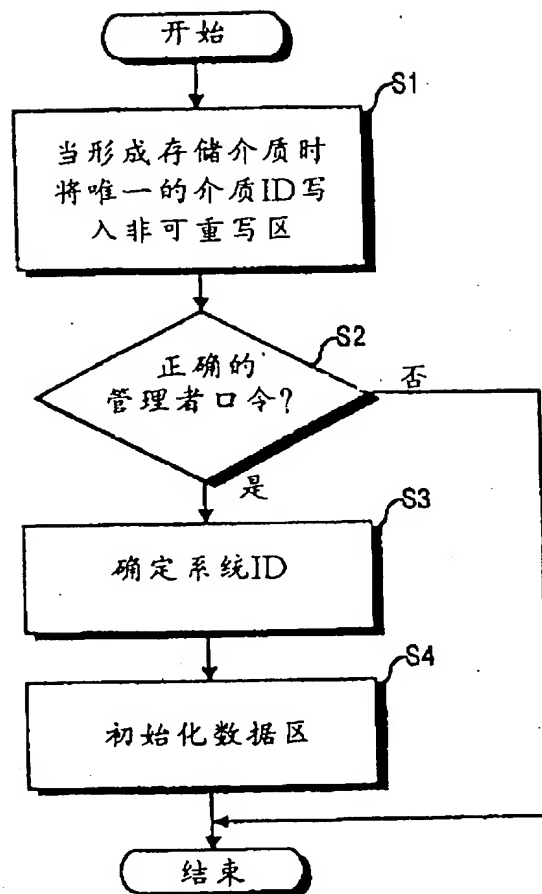 开始
S1
当形成存储介质时
将唯一的介质ID写
入非可重写区
S2
正确的
管理者口令?
否
是
S3
确定系统ID
S4
初始化数据区
结束